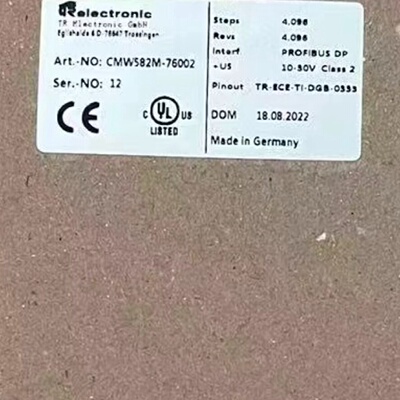 TRelectronic
TR Electronic GmbH
Eglishalde 6 D-78647 Trossingen
Art.-NO: CMW582M-76002
Ser.-NO: 12
CE
C UL US
LISTED
Steps 4.096
Revs 4.096
Interf. PROFIBUS DP
+US 10-30V Class 2
Pinout TR-ECE-TI-DGB-0333
DOM 18.08.2022
Made in Germany